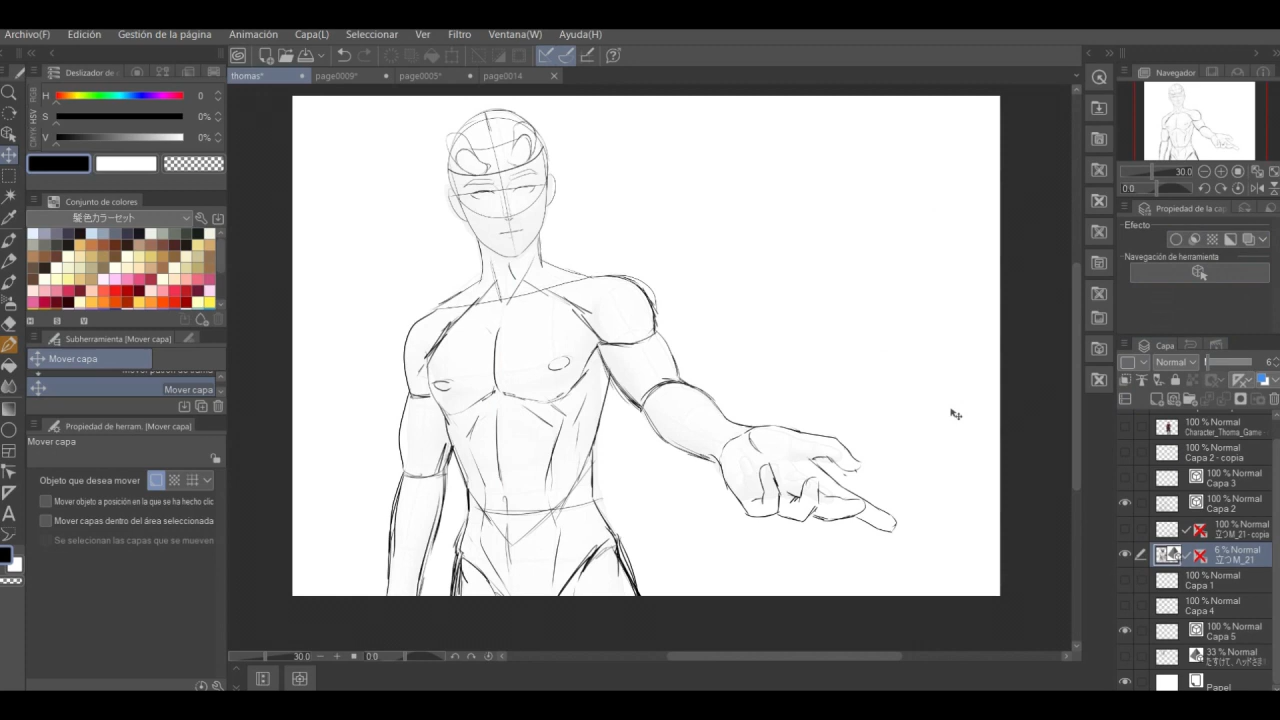 Archivo(F) Edición Gestión de la página Animación Capa(L) Seleccionar Ver Filtro Ventana(W) Ayuda(H)
thomas* page0009* page0005* page0014
Deslizador de
Navegador
RGB
HSV
CMYK
H 0
S 0%
V 0%
30.0
0.0
Conjunto de colores
髪色カラーセット
Propiedad de la cap
Efecto
Navegación de herramienta
H S V
Subherramienta [Mover capa]
Mover capa
Mover capa
Propiedad de herram. [Mover capa]
Mover capa
Objeto que desea mover
Mover objeto a posición en la que se ha hecho clic
Mover capas dentro del área seleccionada
Se selecionan las capas que se mueven
Capa
Normal 6
100 % Normal
Character_Thoma_Game
100 % Normal
Capa 2 - copia
100 % Normal
Capa 3
100 % Normal
Capa 2
100 % Normal
立つM_21 - copia
6 % Normal
立つM_21
100 % Normal
Capa 1
100 % Normal
Capa 4
100 % Normal
Capa 5
33 % Normal
Papel
30.0 0.0